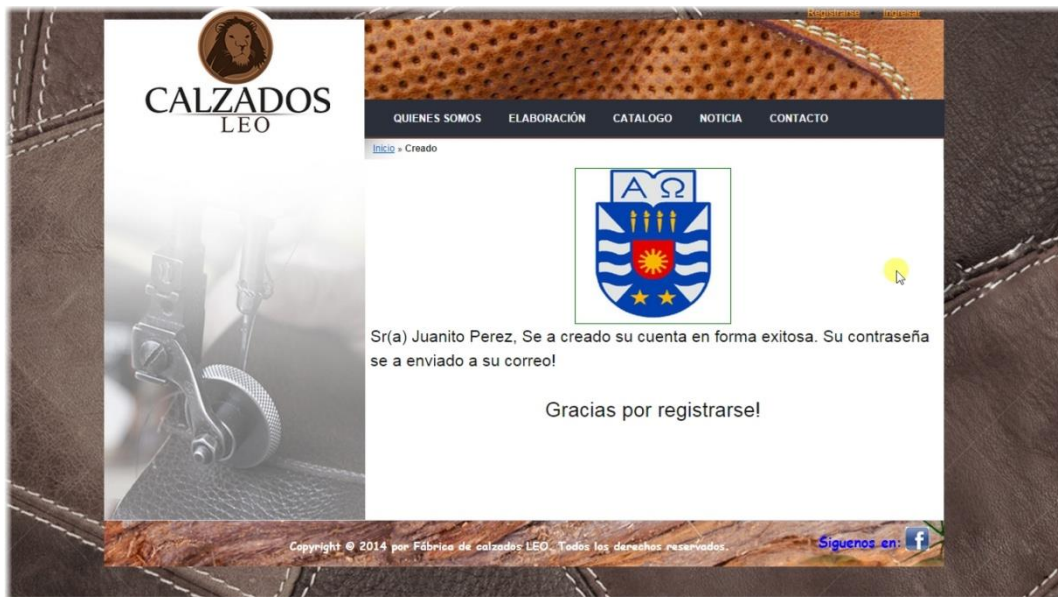 Registrarse
Ingresar
CALZADOS
LEO
QUIENES SOMOS ELABORACIÓN CATALOGO NOTICIA CONTACTO
Inicio » Creado
Α Ω
Sr(a) Juanito Perez, Se a creado su cuenta en forma exitosa. Su contraseña
se a enviado a su correo!
Gracias por registrarse!
Copyright © 2014 por Fábrica de calzados LEO. Todos los derechos reservados.
Siguenos en: f